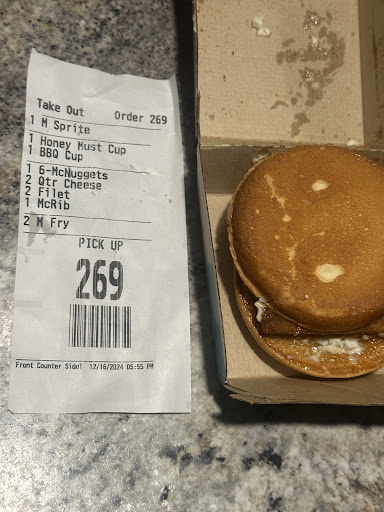 Take Out Order 269
1 M Sprite
1 Honey Must Cup
1 BBQ Cup
1 6-McNuggets
2 Qtr Cheese
2 Filet
1 McRib
2 M Fry
PICK UP
269
Front Counter Side1 12/16/2024 05:55 PM